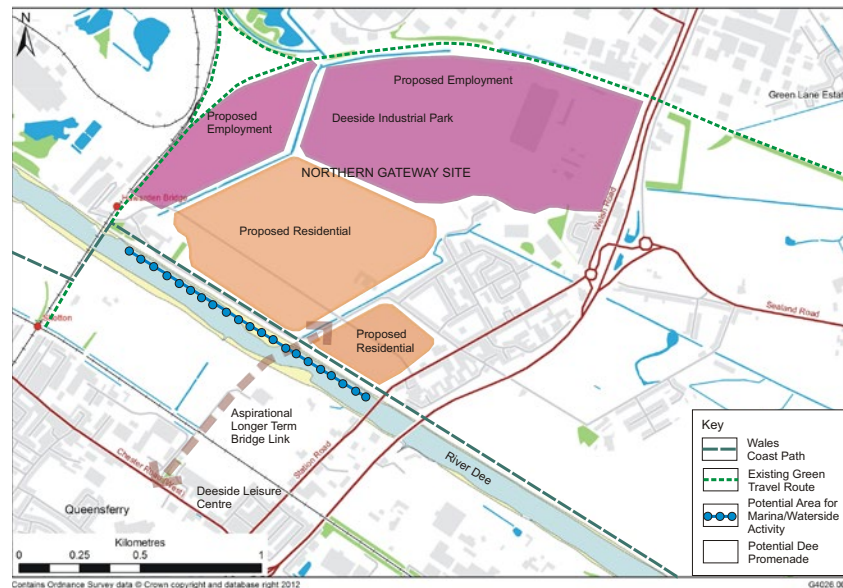 N
Proposed Employment
Green Lane Estate
Proposed
Employment
Deeside Industrial Park
NORTHERN GATEWAY SITE
Hawarden Bridge
Welsh Road
Proposed Residential
Sealand Road
Shotton
Proposed
Residential
Aspirational
Longer Term
Bridge Link
Station Road
River Dee
Chester Road West
Deeside Leisure
Centre
Queensferry
Kilometres
0 0.25 0.5 1
Key
Wales
Coast Path
Existing Green
Travel Route
Potential Area for
Marina/Waterside
Activity
Potential Dee
Promenade
Contains Ordnance Survey data © Crown copyright and database right 2012